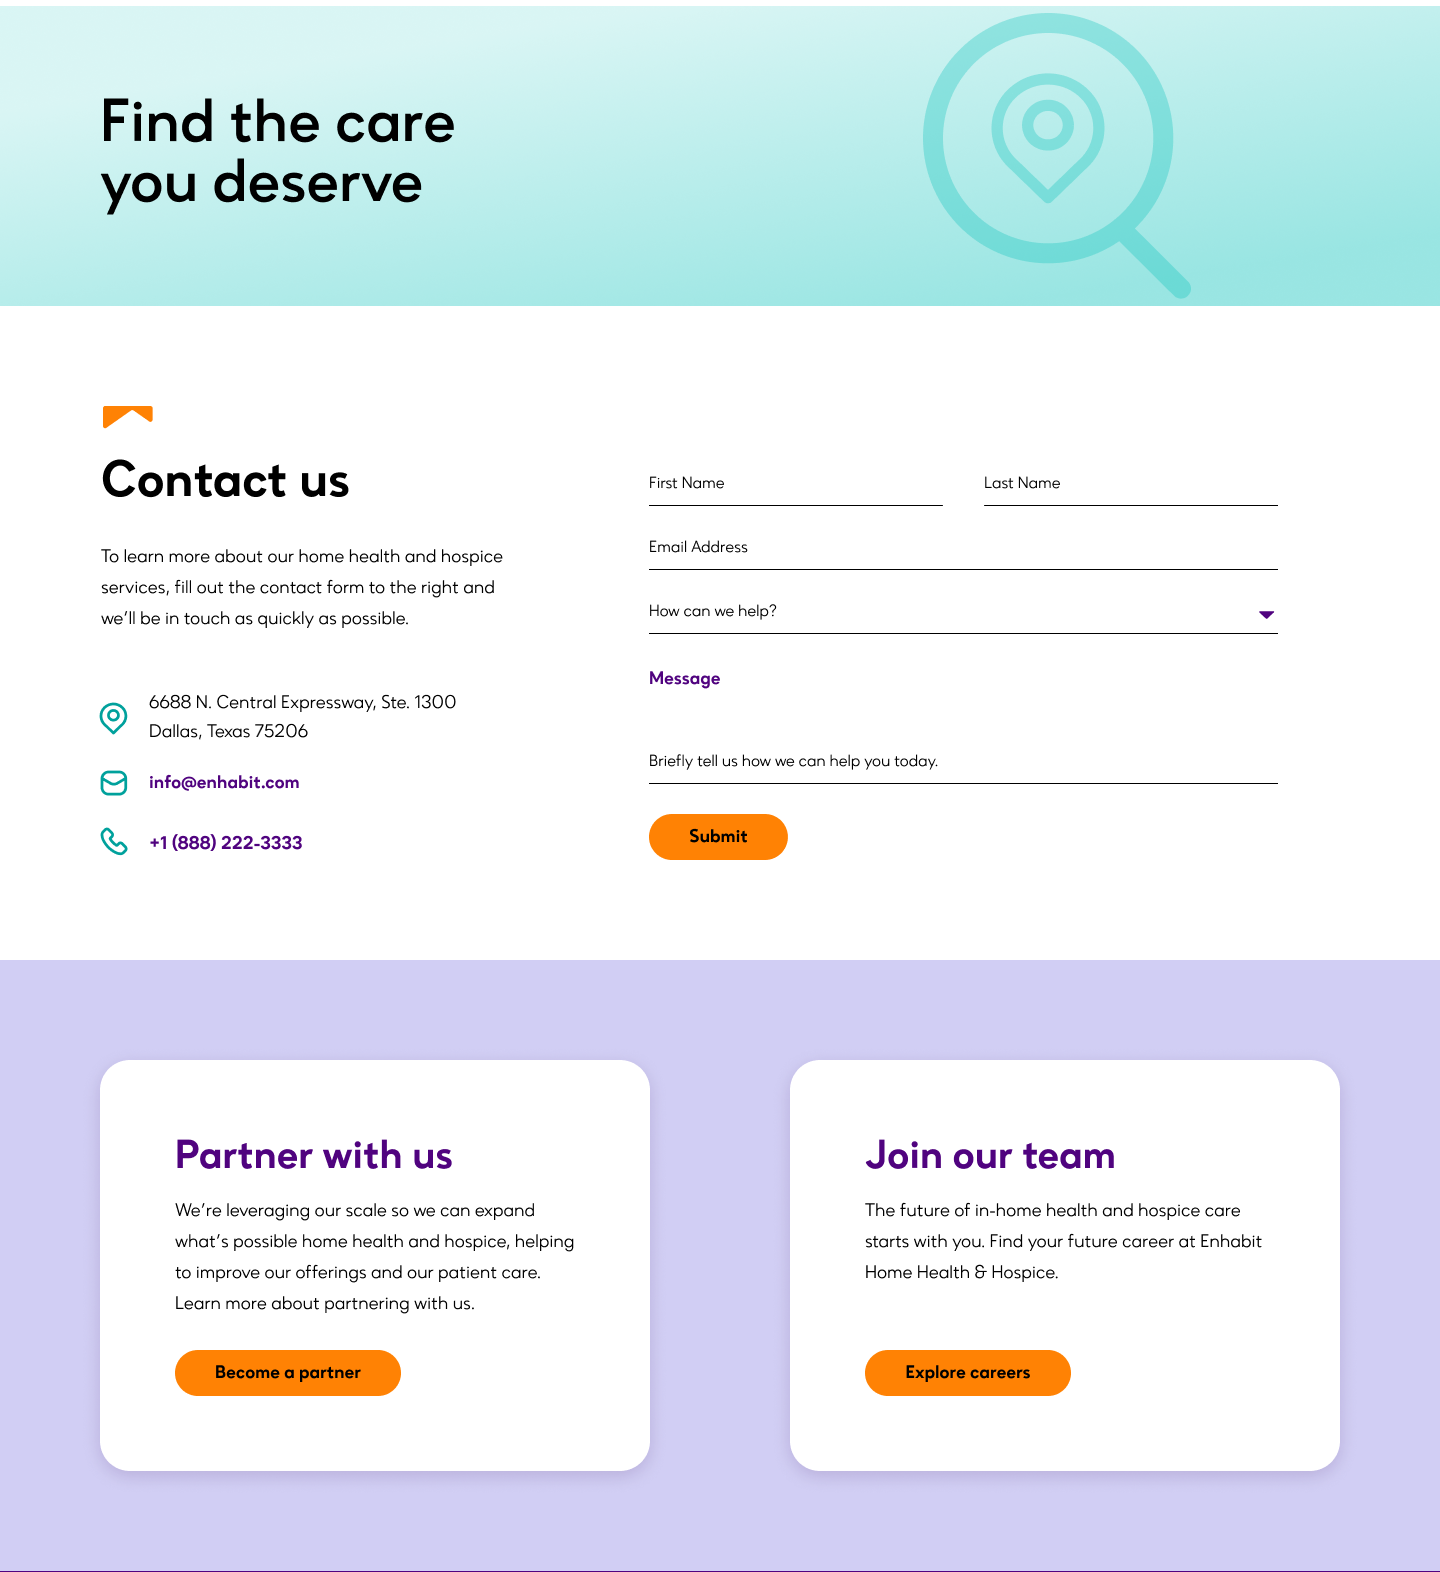 Find the care
you deserve
Contact us
To learn more about our home health and hospice
services, fill out the contact form to the right and
we’ll be in touch as quickly as possible.
6688 N. Central Expressway, Ste. 1300
Dallas, Texas 75206
info@enhabit.com
+1 (888) 222-3333
First Name
Last Name
Email Address
How can we help?
Message
Briefly tell us how we can help you today.
Submit
Partner with us
We’re leveraging our scale so we can expand
what’s possible home health and hospice, helping
to improve our offerings and our patient care.
Learn more about partnering with us.
Become a partner
Join our team
The future of in-home health and hospice care
starts with you. Find your future career at Enhabit
Home Health & Hospice.
Explore careers